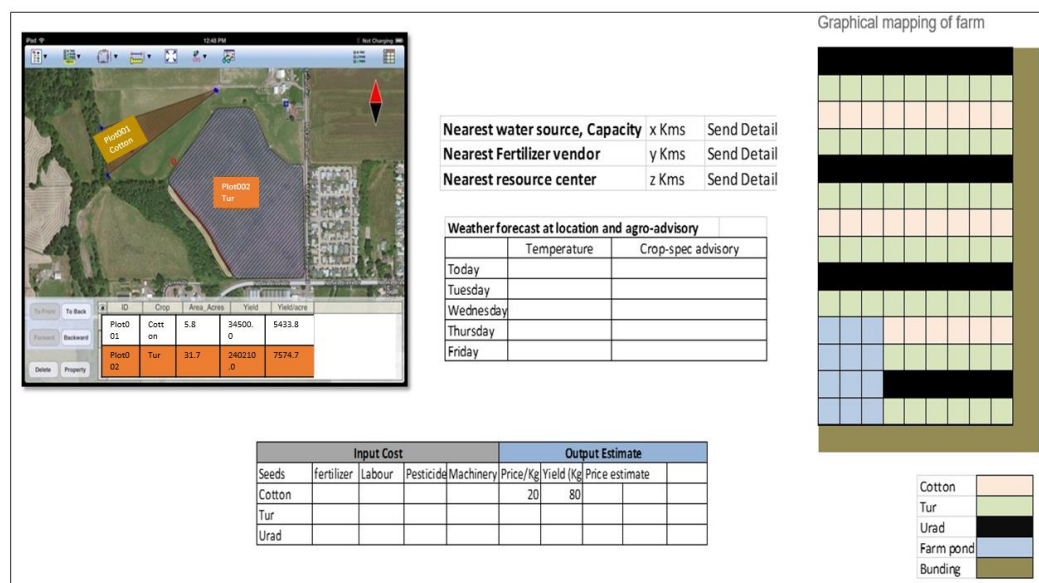 Graphical mapping of farm
iPad 12:48 PM Not Charging
Plot001
Cotton
Plot002
Tur
To Front To Back
Forward Backward
Delete Property
ID Crop Area_Acres Yield Yield/acre
Plot0
01 Cott
on 5.8 34500.
0 5433.8
Plot0
02 Tur 31.7 240210
.0 7574.7
Nearest water source, Capacity x Kms Send Detail
Nearest Fertilizer vendor y Kms Send Detail
Nearest resource center z Kms Send Detail
Weather forecast at location and agro-advisory
Temperature Crop-spec advisory
Today
Tuesday
Wednesday
Thursday
Friday
Input Cost Output Estimate
Seeds fertilizer Labour Pesticide Machinery Price/Kg Yield (Kg Price estimate
Cotton 20 80
Tur
Urad
Cotton
Tur
Urad
Farm pond
Bunding